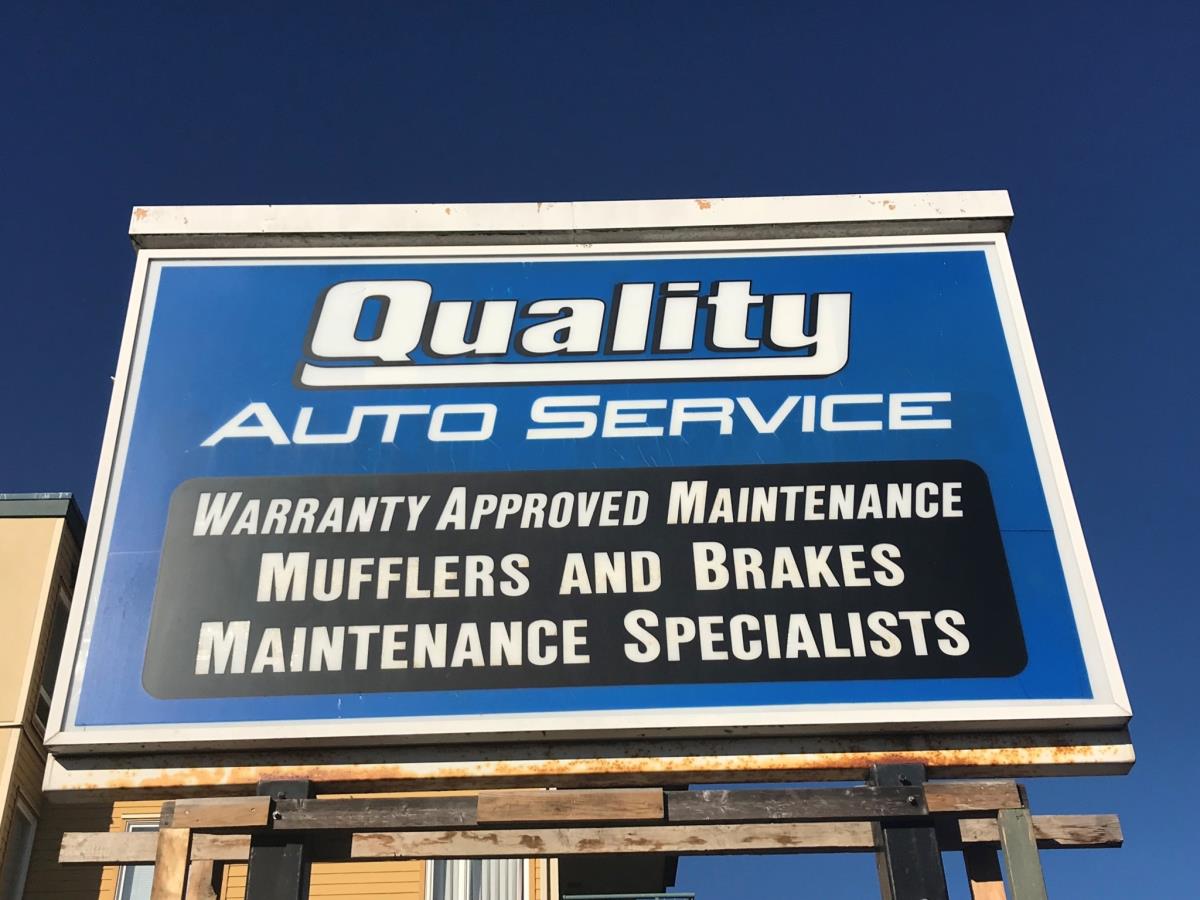 Quality
AUTO SERVICE
WARRANTY APPROVED MAINTENANCE
MUFFLERS AND BRAKES
MAINTENANCE SPECIALISTS